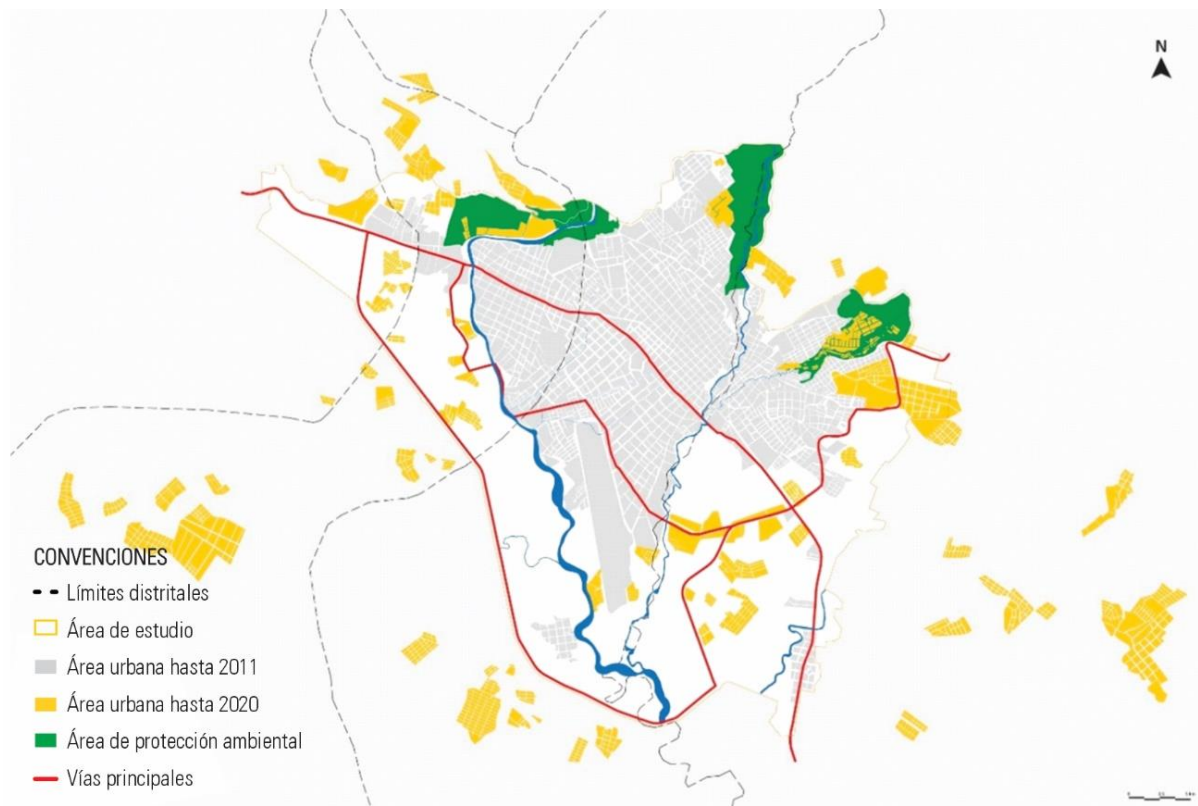 N
CONVENCIONES
Límites distritales
Área de estudio
Área urbana hasta 2011
Área urbana hasta 2020
Área de protección ambiental
Vías principales